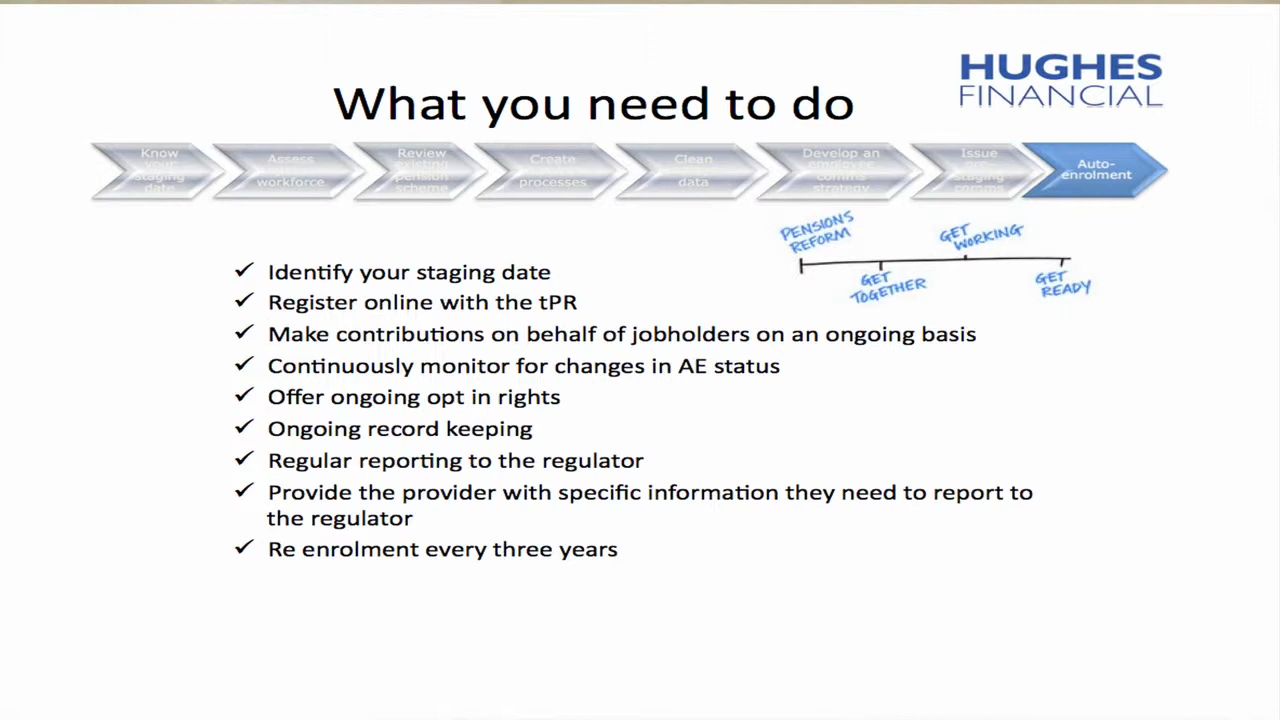 HUGHES
FINANCIAL
What you need to do
Know
your
staging
date
Assess
workforce
Review
existing
pension
scheme
Create
processes
Clean
data
Develop an
employee
comms
strategy
Issue
pre
staging
comms
Auto-
enrolment
PENSIONS
REFORM
GET
WORKING
GET
TOGETHER
GET
READY
✓ Identify your staging date
✓ Register online with the tPR
✓ Make contributions on behalf of jobholders on an ongoing basis
✓ Continuously monitor for changes in AE status
✓ Offer ongoing opt in rights
✓ Ongoing record keeping
✓ Regular reporting to the regulator
✓ Provide the provider with specific information they need to report to
the regulator
✓ Re enrolment every three years